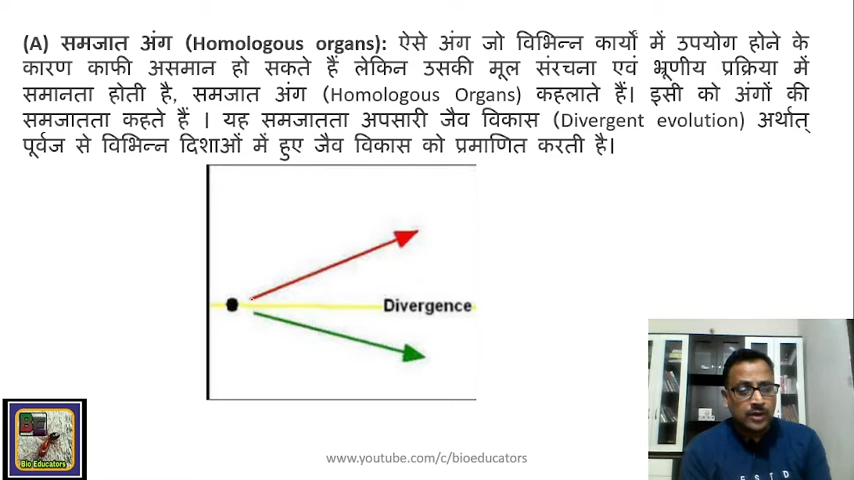 (A) समजात अंग (Homologous organs): ऐसे अंग जो विभिन्न कार्यों में उपयोग होने के
कारण काफी असमान हो सकते हैं लेकिन उसकी मूल संरचना एवं भ्रूणीय प्रक्रिया में
समानता होती है, समजात अंग (Homologous Organs) कहलाते हैं। इसी को अंगों की
समजातता कहते हैं । यह समजातता अपसारी जैव विकास (Divergent evolution) अर्थात्
पूर्वज से विभिन्न दिशाओं में हुए जैव विकास को प्रमाणित करती है।
Divergence
BE
Bio Educators
www.youtube.com/c/bioeducators
E S T D